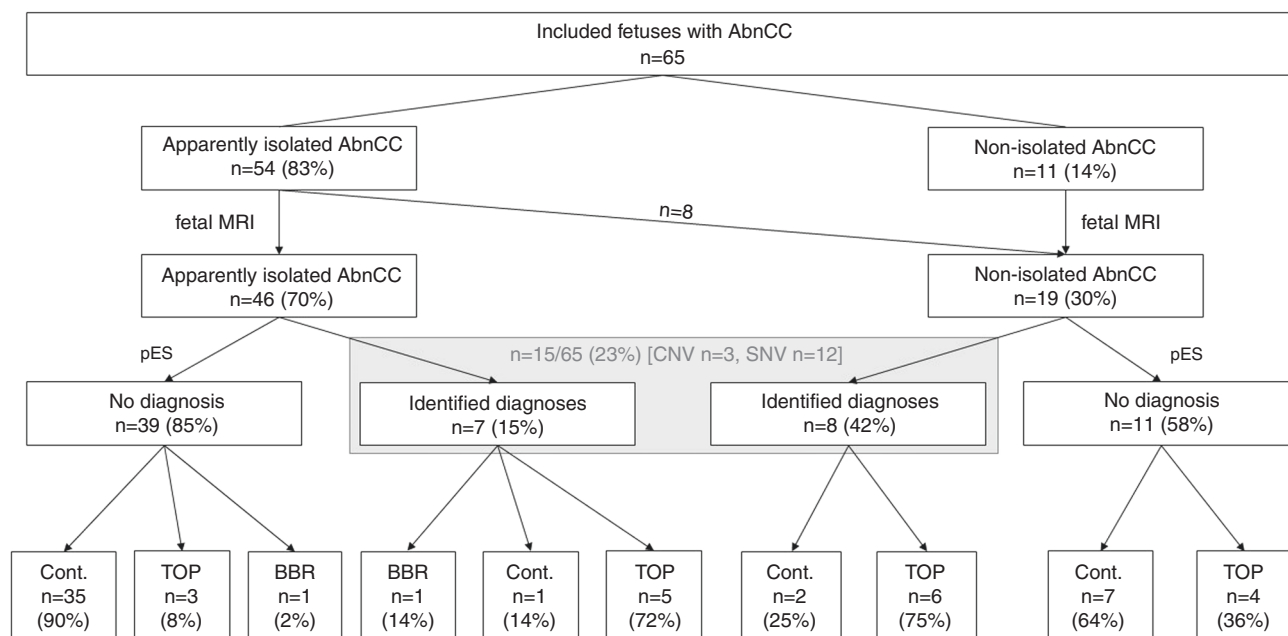 Included fetuses with AbnCC
n=65
Apparently isolated AbnCC
n=54 (83%)
Non-isolated AbnCC
n=11 (14%)
fetal MRI
n=8
fetal MRI
Apparently isolated AbnCC
n=46 (70%)
Non-isolated AbnCC
n=19 (30%)
pES
n=15/65 (23%) [CNV n=3, SNV n=12]
pES
No diagnosis
n=39 (85%)
Identified diagnoses
n=7 (15%)
Identified diagnoses
n=8 (42%)
No diagnosis
n=11 (58%)
Cont.
n=35
(90%)
TOP
n=3
(8%)
BBR
n=1
(2%)
BBR
n=1
(14%)
Cont.
n=1
(14%)
TOP
n=5
(72%)
Cont.
n=2
(25%)
TOP
n=6
(75%)
Cont.
n=7
(64%)
TOP
n=4
(36%)